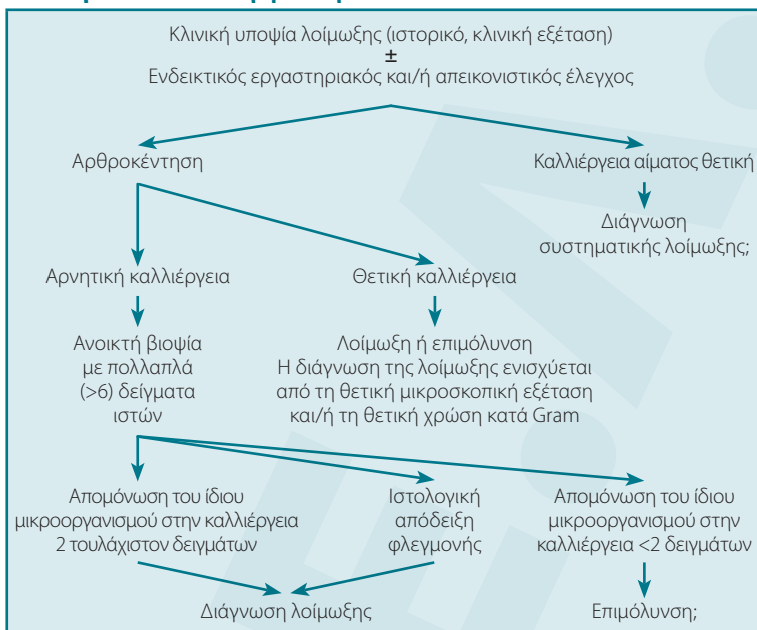 Κλινική υποψία λοίμωξης (ιστορικό, κλινική εξέταση)
±
Ενδεικτικός εργαστηριακός και/ή απεικονιστικός έλεγχος
Αρθροκέντηση
Καλλιέργεια αίματος θετική
Διάγνωση
συστηματικής λοίμωξης;
Αρνητική καλλιέργεια
Θετική καλλιέργεια
Ανοικτή βιοψία
με πολλαπλά
(>6) δείγματα
ιστών
Λοίμωξη ή επιμόλυνση
Η διάγνωση της λοίμωξης ενισχύεται
από τη θετική μικροσκοπική εξέταση
και/ή τη θετική χρώση κατά Gram
Απομόνωση του ίδιου
μικροοργανισμού στην καλλιέργεια
2 τουλάχιστον δειγμάτων
Ιστολογική
απόδειξη
φλεγμονής
Απομόνωση του ίδιου
μικροοργανισμού στην
καλλιέργεια <2 δειγμάτων
Διάγνωση λοίμωξης
Επιμόλυνση;